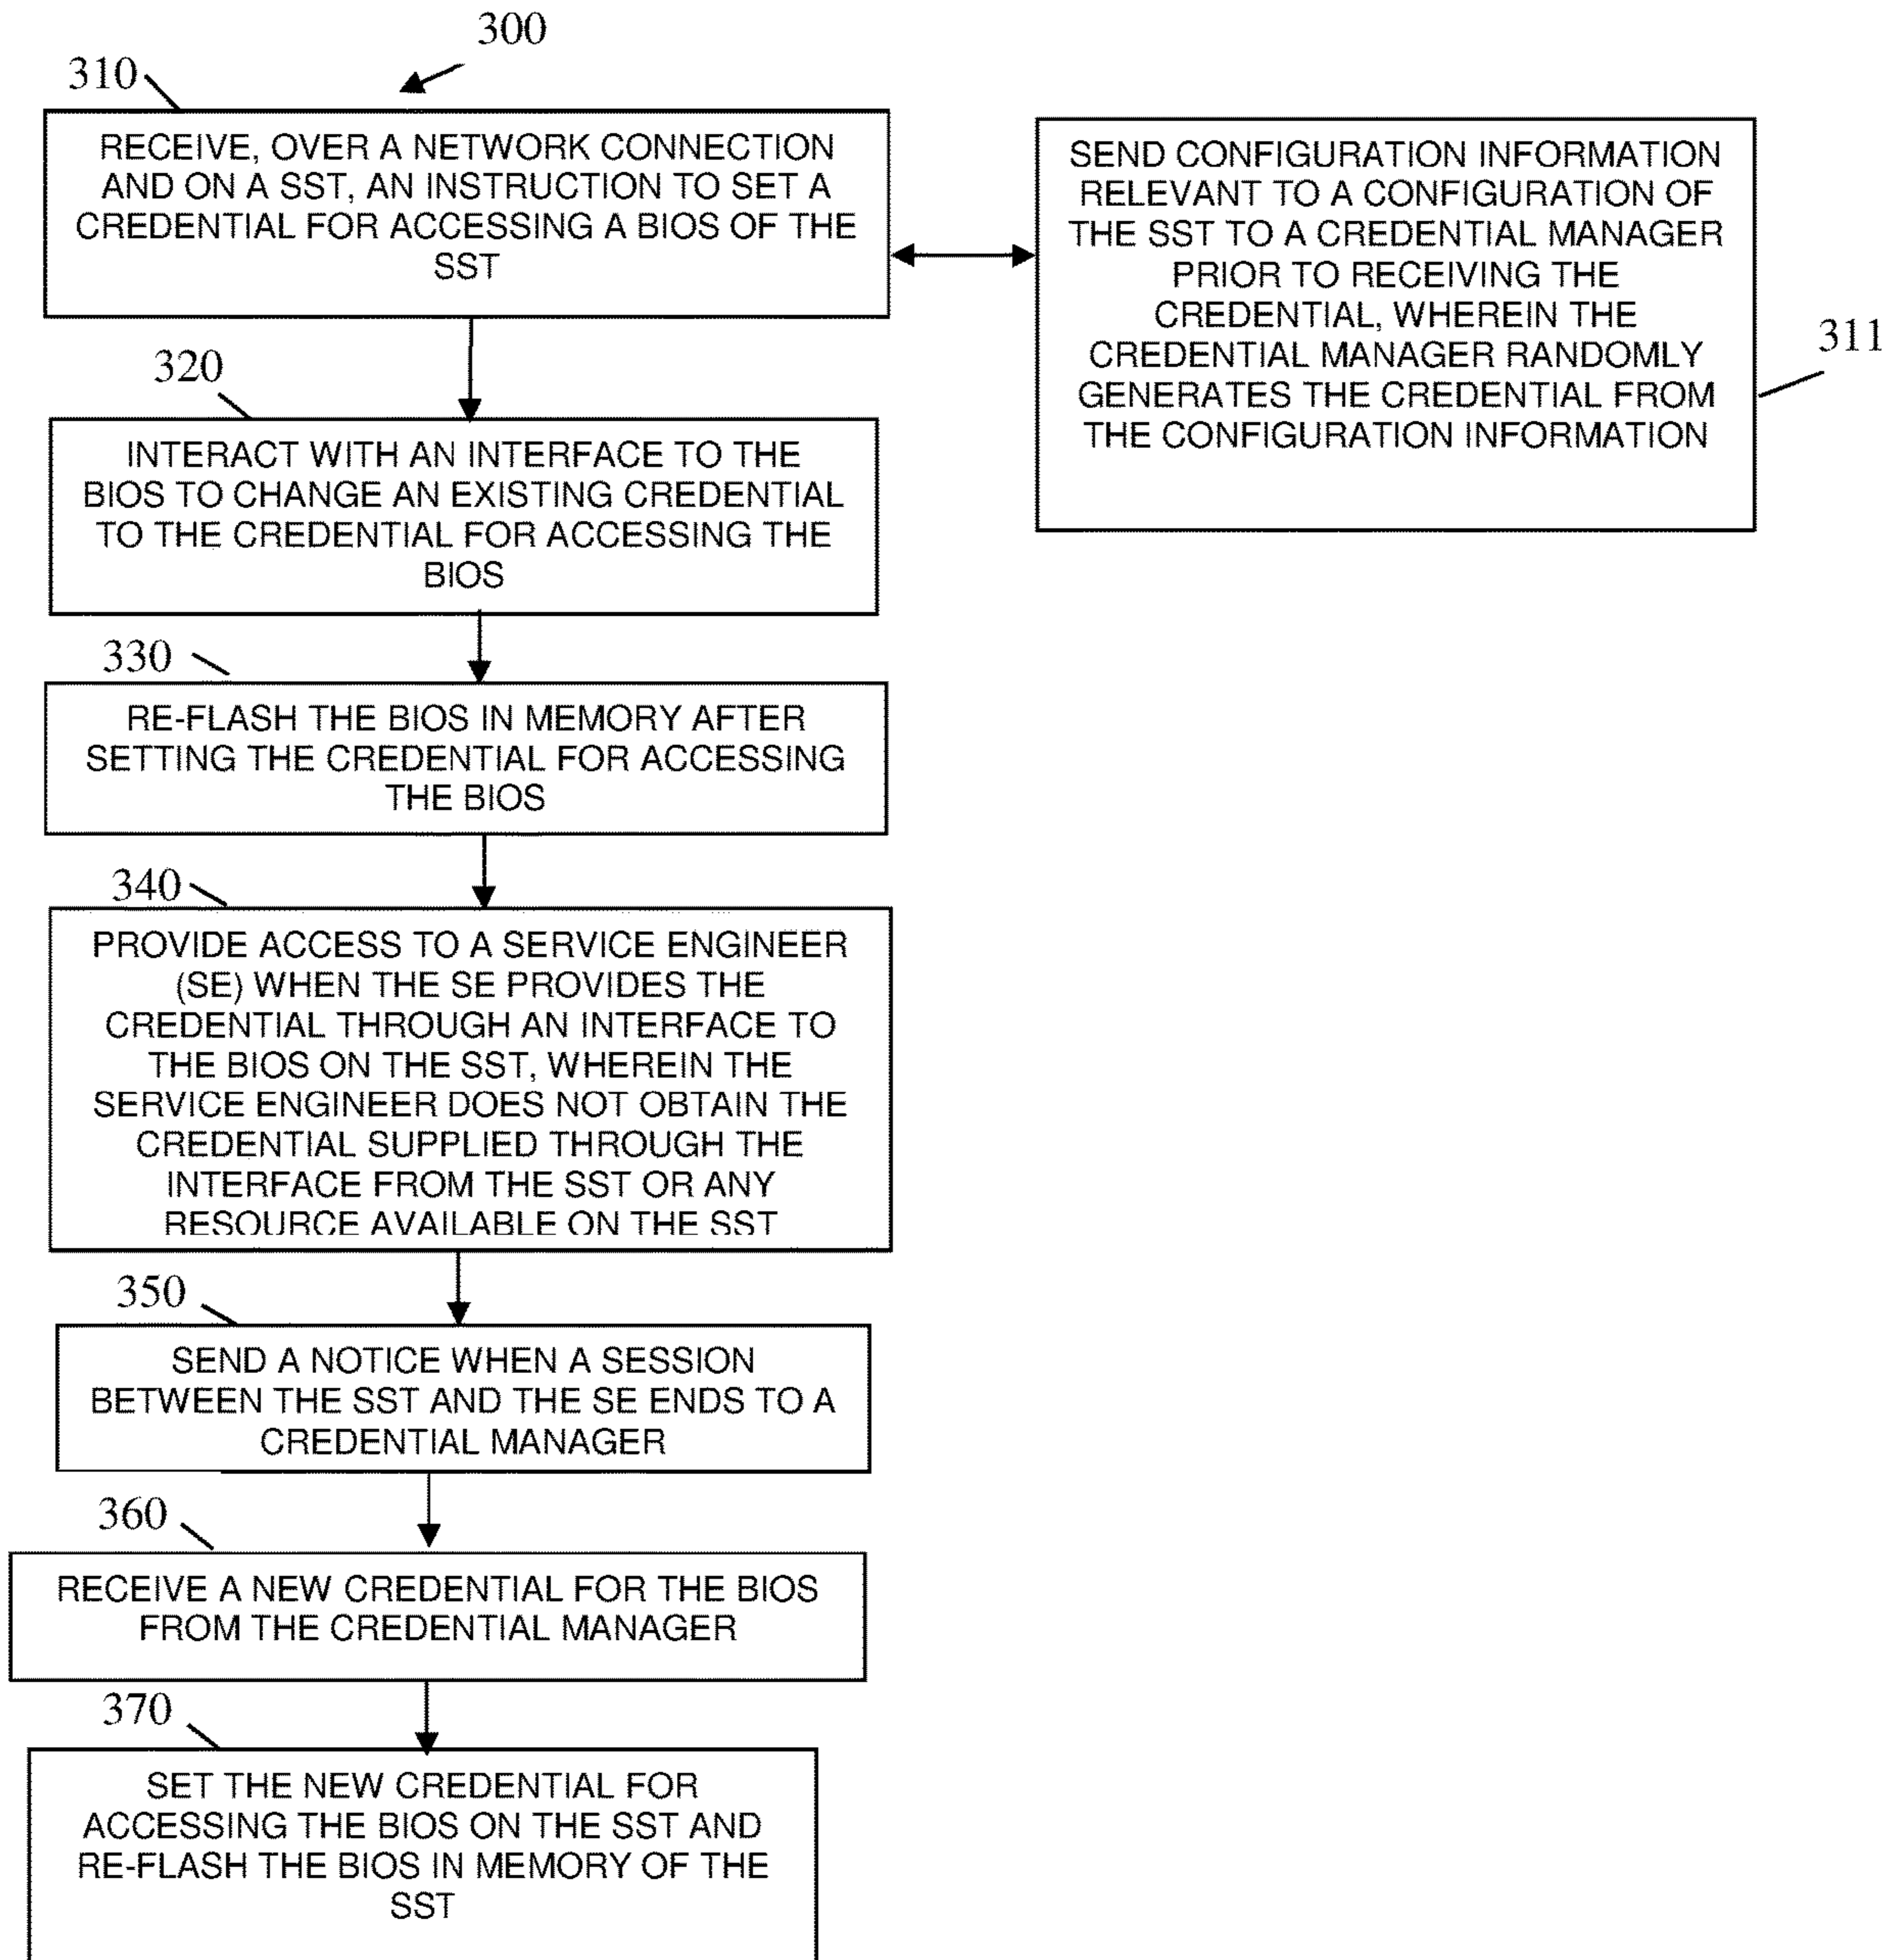 300
310
RECEIVE, OVER A NETWORK CONNECTION
AND ON A SST, AN INSTRUCTION TO SET A
CREDENTIAL FOR ACCESSING A BIOS OF THE
SST
SEND CONFIGURATION INFORMATION
RELEVANT TO A CONFIGURATION OF
THE SST TO A CREDENTIAL MANAGER
PRIOR TO RECEIVING THE
CREDENTIAL, WHEREIN THE
CREDENTIAL MANAGER RANDOMLY
GENERATES THE CREDENTIAL FROM
THE CONFIGURATION INFORMATION
311
320
INTERACT WITH AN INTERFACE TO THE
BIOS TO CHANGE AN EXISTING CREDENTIAL
TO THE CREDENTIAL FOR ACCESSING THE
BIOS
330
RE-FLASH THE BIOS IN MEMORY AFTER
SETTING THE CREDENTIAL FOR ACCESSING
THE BIOS
340
PROVIDE ACCESS TO A SERVICE ENGINEER
(SE) WHEN THE SE PROVIDES THE
CREDENTIAL THROUGH AN INTERFACE TO
THE BIOS ON THE SST, WHEREIN THE
SERVICE ENGINEER DOES NOT OBTAIN THE
CREDENTIAL SUPPLIED THROUGH THE
INTERFACE FROM THE SST OR ANY
RESOURCE AVAILABLE ON THE SST
350
SEND A NOTICE WHEN A SESSION
BETWEEN THE SST AND THE SE ENDS TO A
CREDENTIAL MANAGER
360
RECEIVE A NEW CREDENTIAL FOR THE BIOS
FROM THE CREDENTIAL MANAGER
370
SET THE NEW CREDENTIAL FOR
ACCESSING THE BIOS ON THE SST AND
RE-FLASH THE BIOS IN MEMORY OF THE
SST